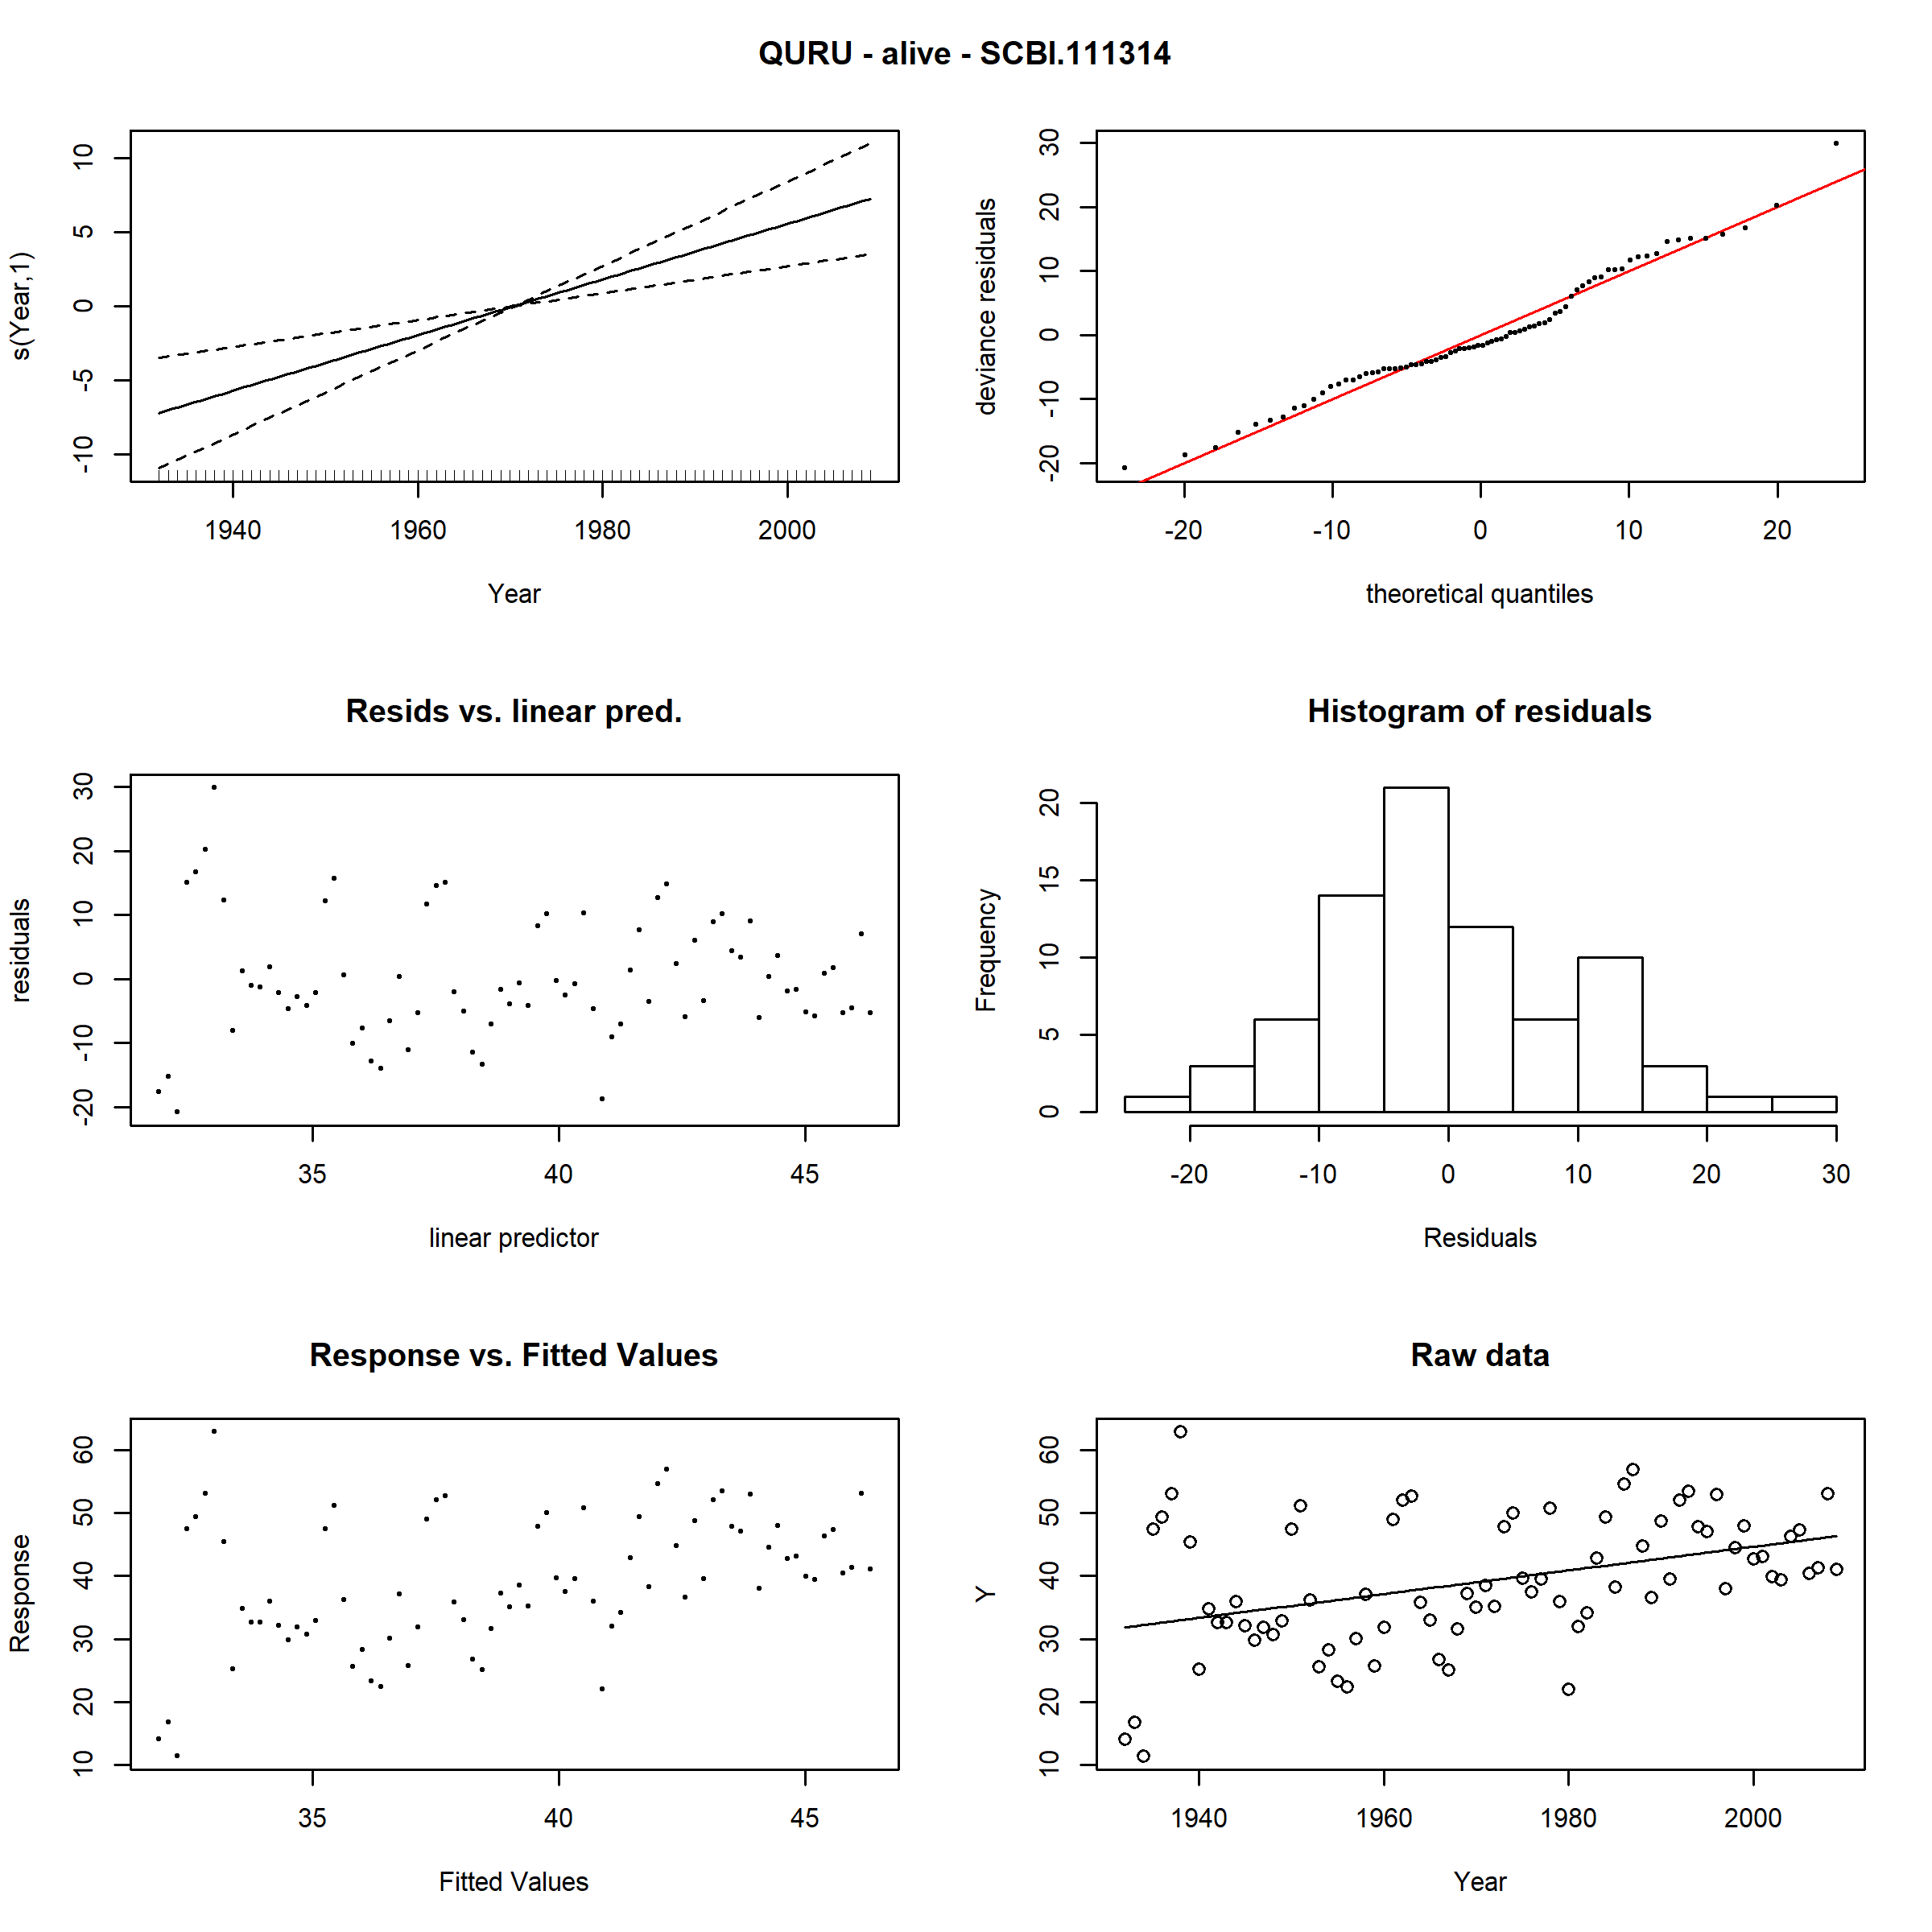 QURU - alive - SCBI.111314
s(Year,1)
-10 -5 0 5 10
1940 1960 1980 2000
Year
deviance residuals
-20 -10 0 10 20 30
-20 -10 0 10 20
theoretical quantiles
Resids vs. linear pred.
residuals
-20 -10 0 10 20 30
35 40 45
linear predictor
Histogram of residuals
Frequency
0 5 10 15 20
-20 -10 0 10 20 30
Residuals
Response vs. Fitted Values
Response
10 20 30 40 50 60
35 40 45
Fitted Values
Raw data
Y
10 20 30 40 50 60
1940 1960 1980 2000
Year